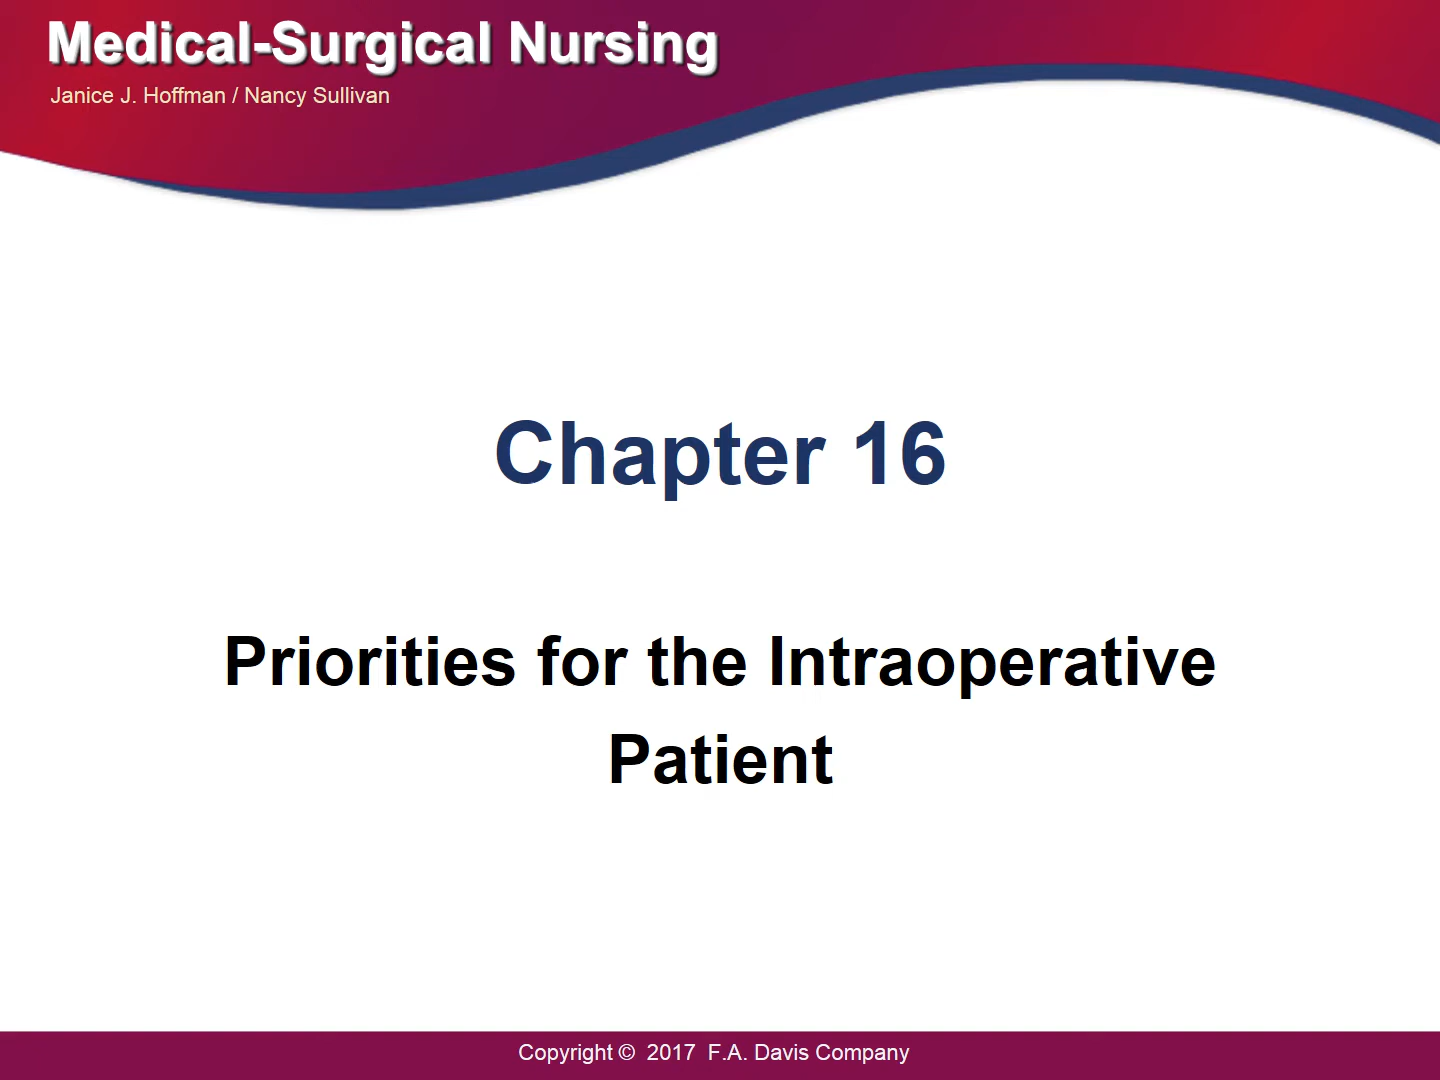 Medical-Surgical Nursing
Janice J. Hoffman / Nancy Sullivan
Chapter 16
Priorities for the Intraoperative
Patient
Copyright © 2017 F.A. Davis Company